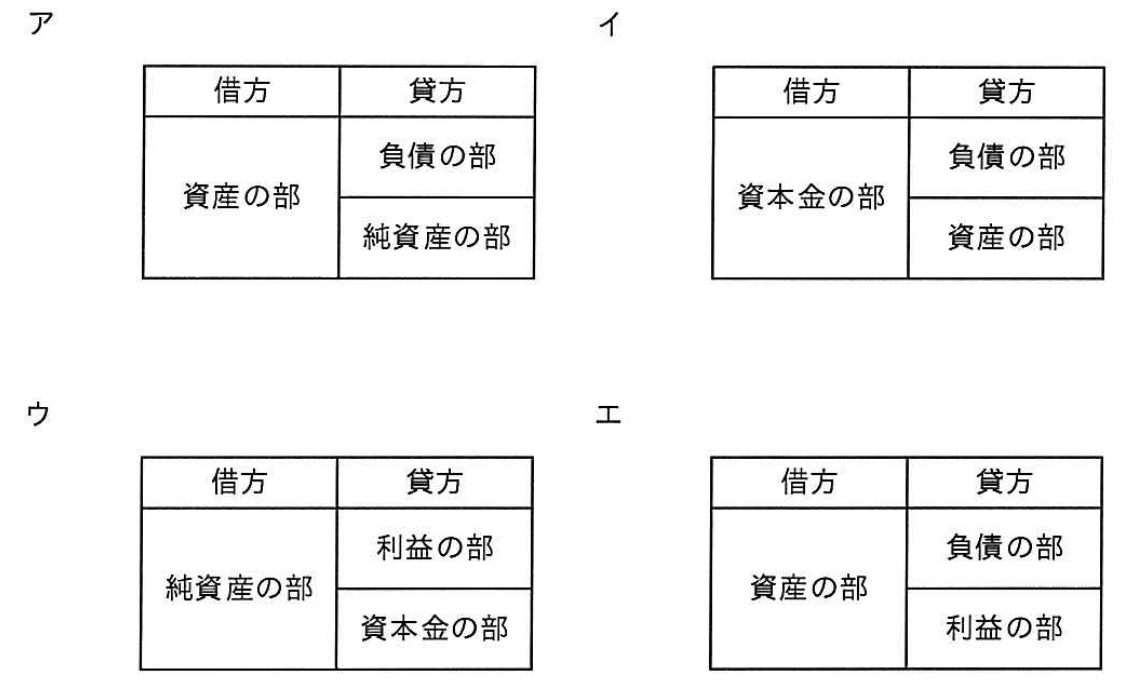 ア
借方 貸方
資産の部
負債の部
純資産の部
イ
借方 貸方
資本金の部
負債の部
資産の部
ウ
借方 貸方
純資産の部
利益の部
資本金の部
エ
借方 貸方
資産の部
負債の部
利益の部